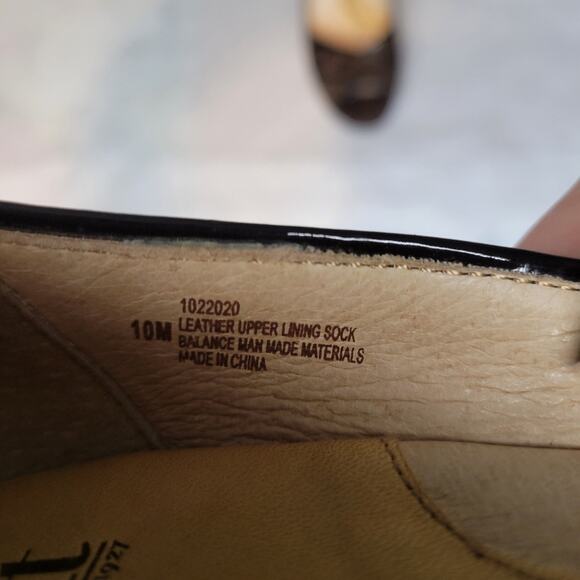 1022020
10M LEATHER UPPER LINING SOCK
BALANCE MAN MADE MATERIALS
MADE IN CHINA